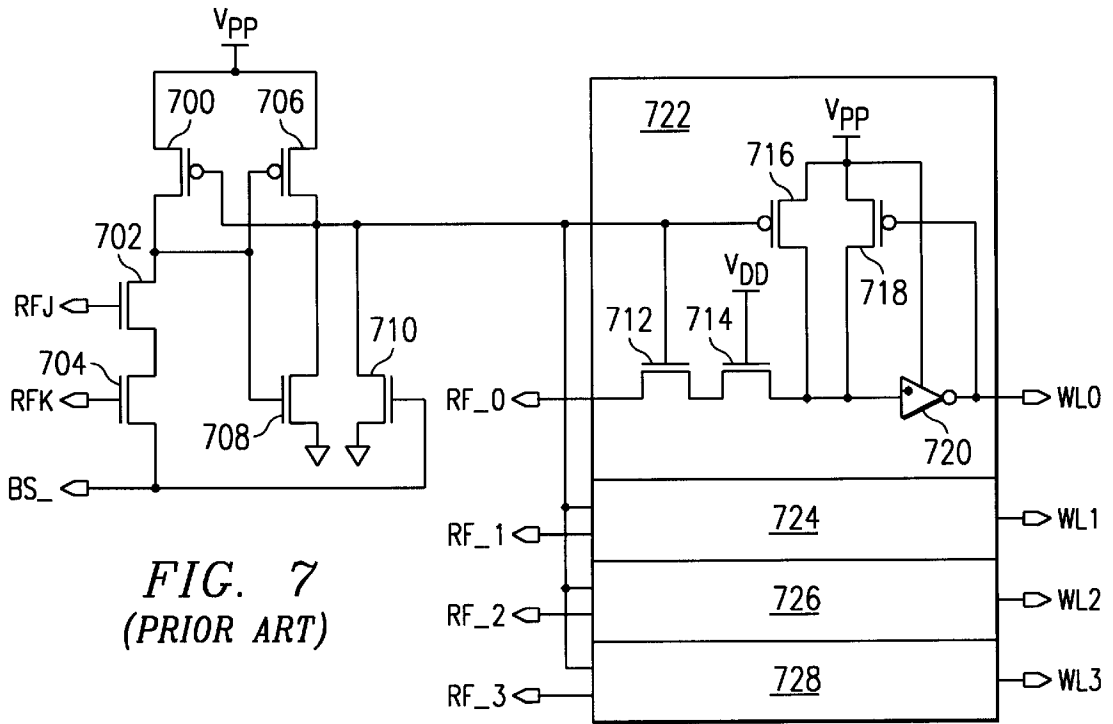 VPP
700
706
702
RFJ
704
RFK
708
710
BS_
722
VPP
716
718
VDD
712
714
RF_0
720
WL0
RF_1
724
WL1
RF_2
726
WL2
RF_3
728
WL3
FIG. 7
(PRIOR ART)